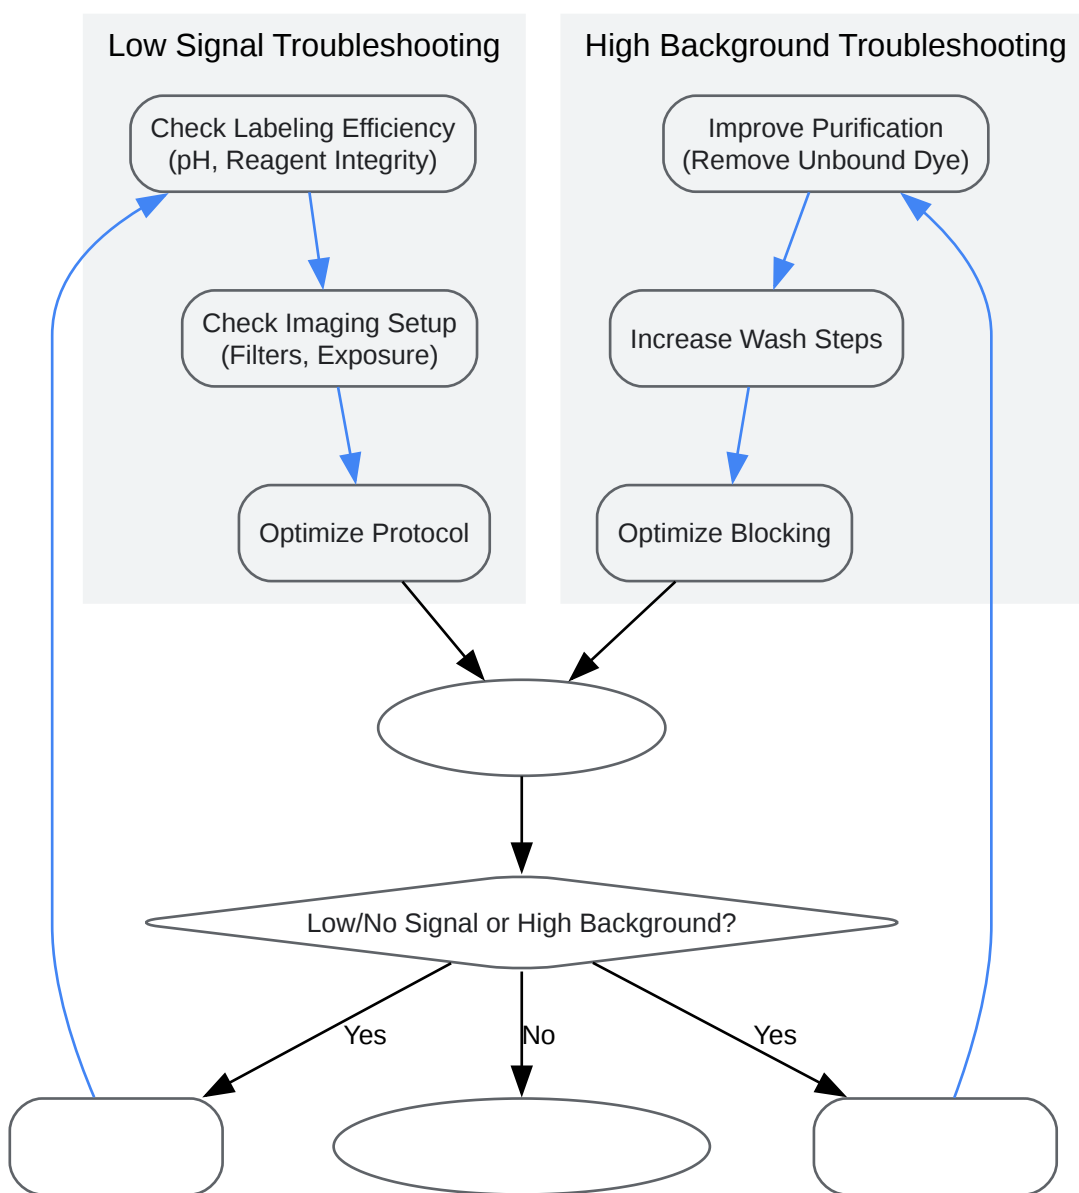 Low Signal Troubleshooting
Check Labeling Efficiency
(pH, Reagent Integrity)
Check Imaging Setup
(Filters, Exposure)
Optimize Protocol
High Background Troubleshooting
Improve Purification
(Remove Unbound Dye)
Increase Wash Steps
Optimize Blocking
Low/No Signal or High Background?
Yes
No
Yes